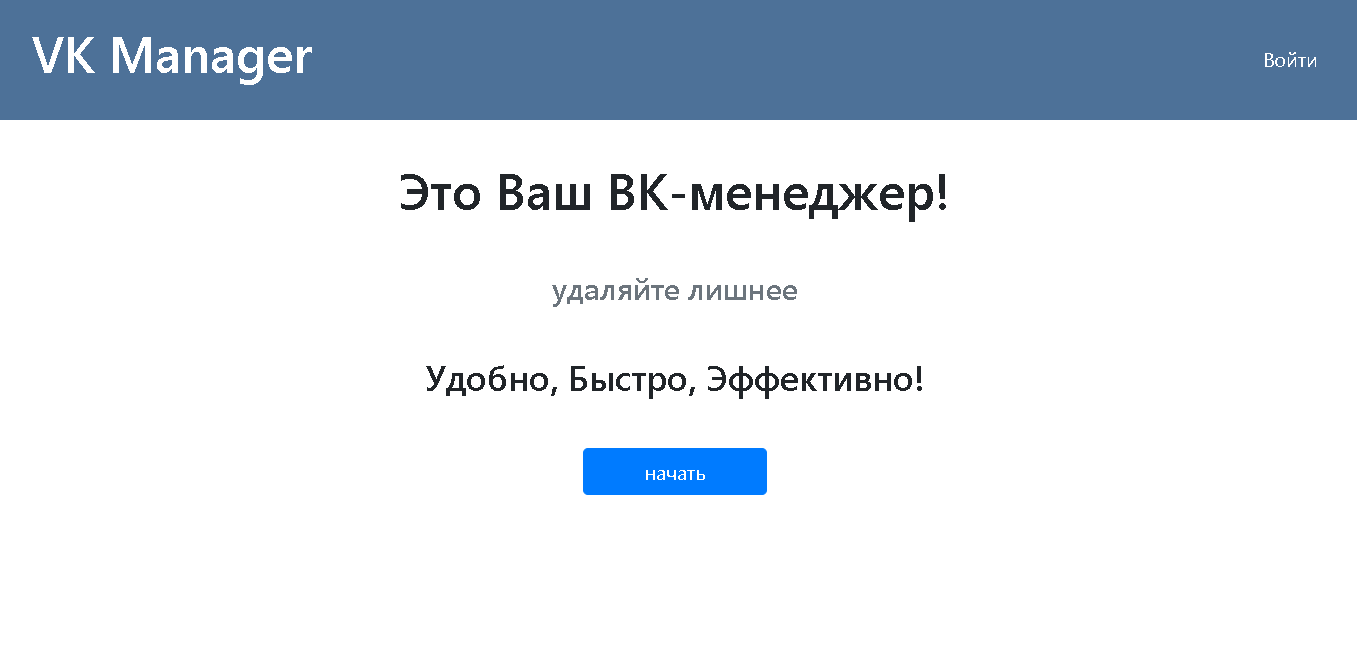 VK Manager
Войти
Это Ваш ВК-менеджер!
удаляйте лишнее
Удобно, Быстро, Эффективно!
начать